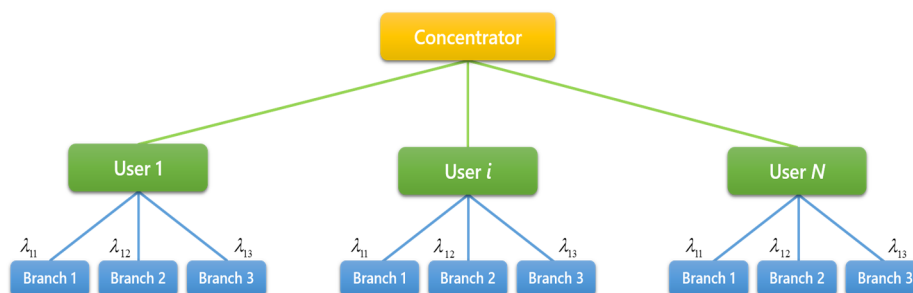 Concentrator
User 1
User i
User N
λ11
λ12
λ13
λ11
λ12
λ13
λ11
λ12
λ13
Branch 1
Branch 2
Branch 3
Branch 1
Branch 2
Branch 3
Branch 1
Branch 2
Branch 3